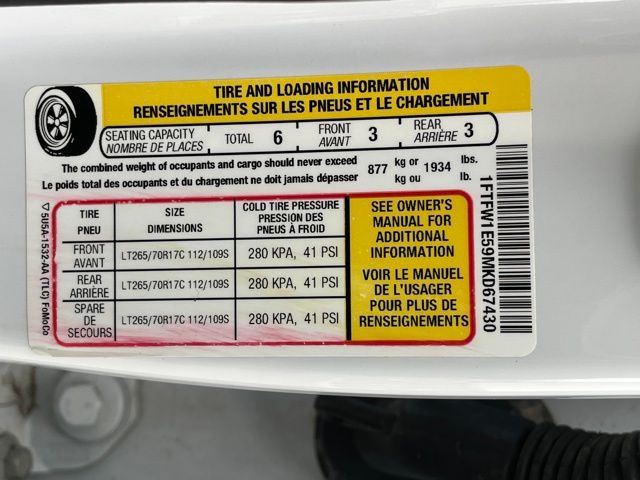 TIRE AND LOADING INFORMATION
RENSEIGNEMENTS SUR LES PNEUS ET LE CHARGEMENT
SEATING CAPACITY
NOMBRE DE PLACES
TOTAL 6
FRONT
AVANT 3
REAR
ARRIÈRE 3
The combined weight of occupants and cargo should never exceed 877 kg or 1934 lbs.
Le poids total des occupants et du chargement ne doit jamais dépasser kg ou lb.
TIRE
PNEU
SIZE
DIMENSIONS
COLD TIRE PRESSURE
PRESSION DES
PNEUS À FROID
FRONT
AVANT
LT265/70R17C 112/109S
280 KPA, 41 PSI
REAR
ARRIÈRE
LT265/70R17C 112/109S
280 KPA, 41 PSI
SPARE
DE
SECOURS
LT265/70R17C 112/109S
280 KPA, 41 PSI
SEE OWNER'S
MANUAL FOR
ADDITIONAL
INFORMATION
VOIR LE MANUEL
DE L'USAGER
POUR PLUS DE
RENSEIGNEMENTS
5U5A-1532-AA (TLC) FoMoCo
1FTFW1E59MKD67430